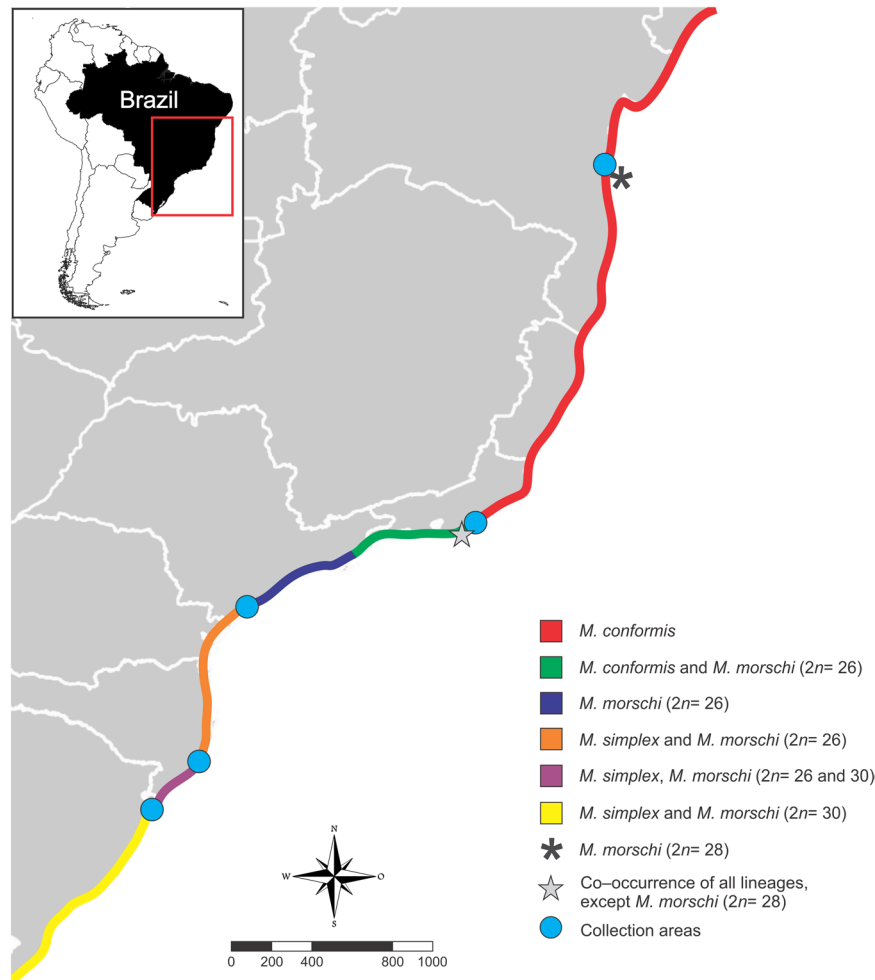 Brazil
M. conformis
M. conformis and M. morschi (2n= 26)
M. morschi (2n= 26)
M. simplex and M. morschi (2n= 26)
M. simplex, M. morschi (2n= 26 and 30)
M. simplex and M. morschi (2n= 30)
M. morschi (2n= 28)
Co–occurrence of all lineages,
except M. morschi (2n= 28)
Collection areas
N
W O
S
0 200 400 800 1000